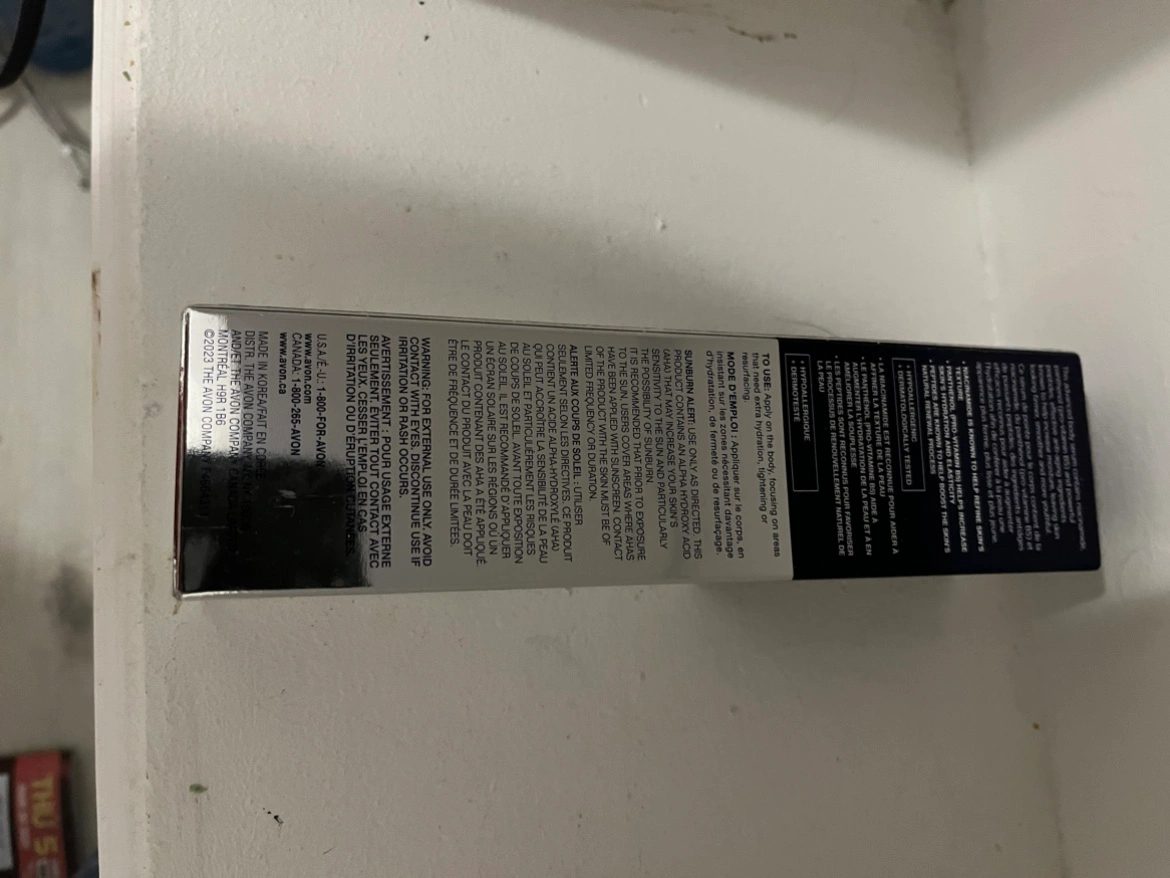 • NIACINAMIDE IS KNOWN TO HELP REFINE SKIN'S
TEXTURE
• PANTHENOL (PRO-VITAMIN B5) HELPS INCREASE
SKIN'S HYDRATION AND ELASTICITY
• PEPTIDES ARE KNOWN TO HELP BOOST THE SKIN'S
RENEWAL PROCESS
• HYPOALLERGENIC
• DERMATOLOGICALLY TESTED
• LA NIACINAMIDE EST RECONNUE POUR AIDER À
AFFINER LA TEXTURE DE LA PEAU
• LE PANTHÉNOL (PRO-VITAMINE B5) AIDE À
AUGMENTER L'HYDRATATION DE LA PEAU ET À EN
AMÉLIORER LA SOUPLESSE
• LES PEPTIDES SONT RECONNUS POUR FAVORISER
LE PROCESSUS DE RENOUVELLEMENT NATUREL DE
LA PEAU
• HYPOALLERGÉNIQUE
• DERMOTESTÉ
TO USE: Apply on the body, focusing on areas
that need extra hydration, tightening or
resurfacing.
MODE D'EMPLOI : Appliquer sur le corps, en
insistant sur les zones nécessitant davantage
d'hydratation, de fermeté ou de resurfaçage.
SUNBURN ALERT: USE ONLY AS DIRECTED. THIS
PRODUCT CONTAINS AN ALPHA HYDROXY ACID
(AHA) THAT MAY INCREASE YOUR SKIN'S
SENSITIVITY TO THE SUN AND PARTICULARLY
THE POSSIBILITY OF SUNBURN.
IT IS RECOMMENDED THAT PRIOR TO EXPOSURE
TO THE SUN, USERS COVER AREAS WHERE AHAS
HAVE BEEN APPLIED WITH SUNSCREEN. CONTACT
OF THE PRODUCT WITH THE SKIN MUST BE OF
LIMITED FREQUENCY OR DURATION.
ALERTE AUX COUPS DE SOLEIL : UTILISER
SEULEMENT SELON LES DIRECTIVES. CE PRODUIT
CONTIENT UN ACIDE ALPHA-HYDROXYLÉ (AHA)
QUI PEUT ACCROÎTRE LA SENSIBILITÉ DE LA PEAU
AU SOLEIL ET PARTICULIÈREMENT LES RISQUES
DE COUPS DE SOLEIL. AVANT TOUTE EXPOSITION
AU SOLEIL, IL EST RECOMMANDÉ D'APPLIQUER
UN ÉCRAN SOLAIRE SUR LES RÉGIONS OÙ UN
PRODUIT CONTENANT DES AHA A ÉTÉ APPLIQUÉ.
LE CONTACT DU PRODUIT AVEC LA PEAU DOIT
ÊTRE DE FRÉQUENCE ET DE DURÉE LIMITÉES.
WARNING: FOR EXTERNAL USE ONLY. AVOID
CONTACT WITH EYES. DISCONTINUE USE IF
IRRITATION OR RASH OCCURS.
AVERTISSEMENT : POUR USAGE EXTERNE
SEULEMENT. ÉVITER TOUT CONTACT AVEC
LES YEUX. CESSER L'EMPLOI EN CAS
D'IRRITATION OU D'ÉRUPTION CUTANÉES.
U.S.A./É.-U.: 1-800-FOR-AVON
www.avon.com
CANADA: 1-800-265-AVON
www.avon.ca
MADE IN KOREA/FAIT EN CORÉE
DISTR. THE AVON COMPANY
AND/ET THE AVON COMPANY
MONTRÉAL H9R 1B6
©2023 THE AVON COMPANY
THU 5